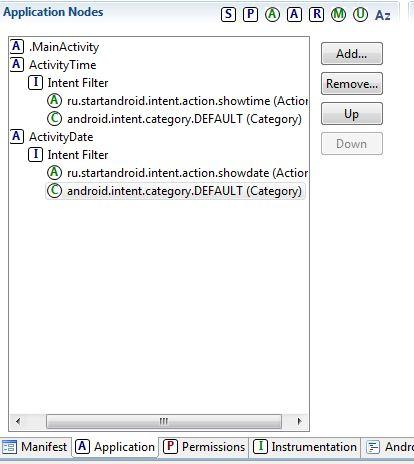 Application Nodes
S P A A R M U Az
A .MainActivity
A ActivityTime
I Intent Filter
A ru.startandroid.intent.action.showtime (Action
C android.intent.category.DEFAULT (Category)
A ActivityDate
I Intent Filter
A ru.startandroid.intent.action.showdate (Action
C android.intent.category.DEFAULT (Category)
Add...
Remove...
Up
Down
Manifest A Application P Permissions I Instrumentation Andro